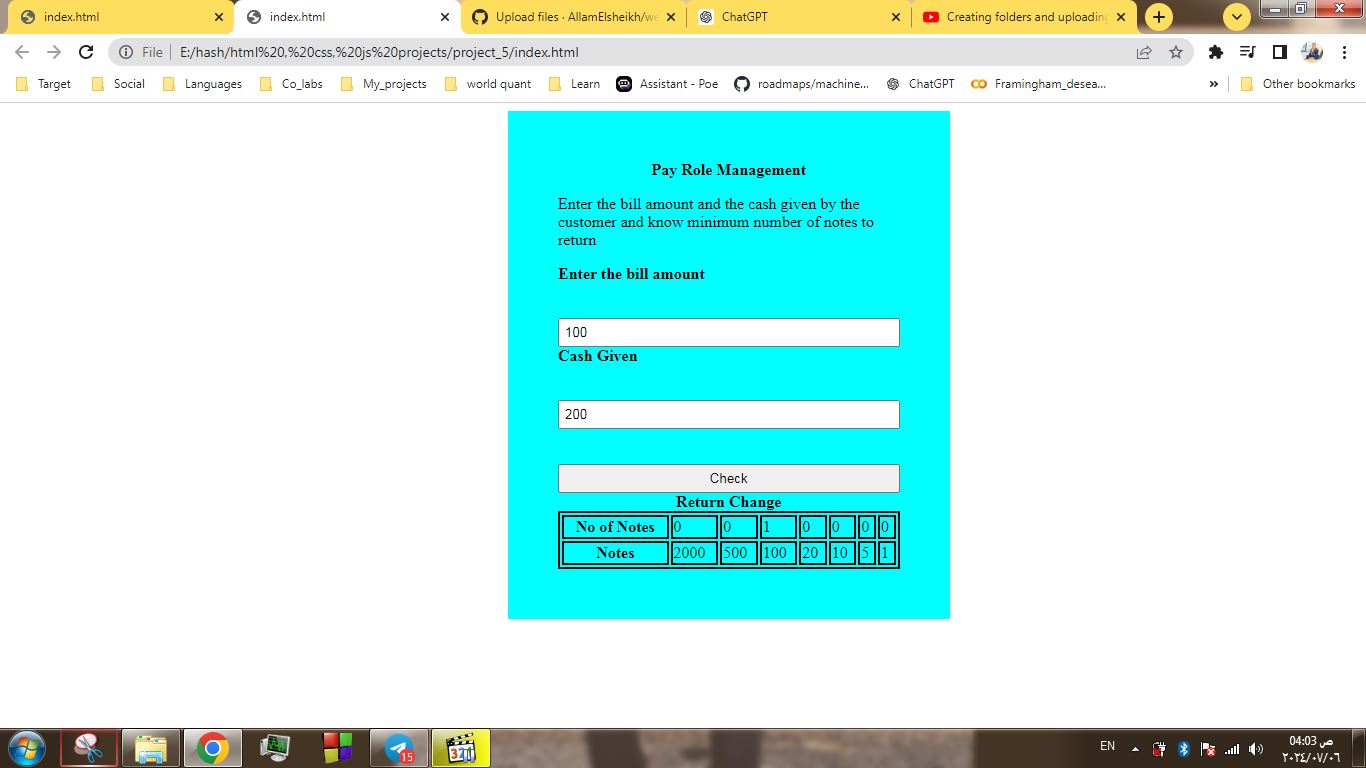 index.html
index.html
Upload files · AllamElsheikh/we
ChatGPT
Creating folders and uploading
File
E:/hash/html%20.%20css,%20js%20projects/project_5/index.html
Target
Social
Languages
Co_labs
My_projects
world quant
Learn
Assistant - Poe
roadmaps/machine...
ChatGPT
Framingham_desea...
»
Other bookmarks
Pay Role Management
Enter the bill amount and the cash given by the
customer and know minimum number of notes to
return
Enter the bill amount
100
Cash Given
200
Check
Return Change
No of Notes 0 0 1 0 0 0 0
Notes 2000 500 100 20 10 5 1
15
321
EN
04:03 ص
٢٠٢٤/٠٧/٠٦